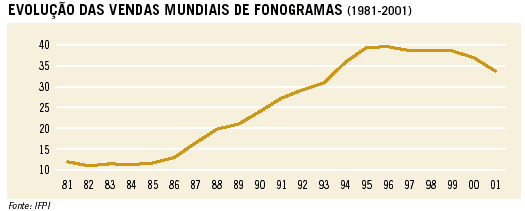 EVOLUÇÃO DAS VENDAS MUNDIAIS DE FONOGRAMAS (1981-2001)
40
35
30
25
20
15
10
81 82 83 84 85 86 87 88 89 90 91 92 93 94 95 96 97 98 99 00 01
Fonte: IFPI